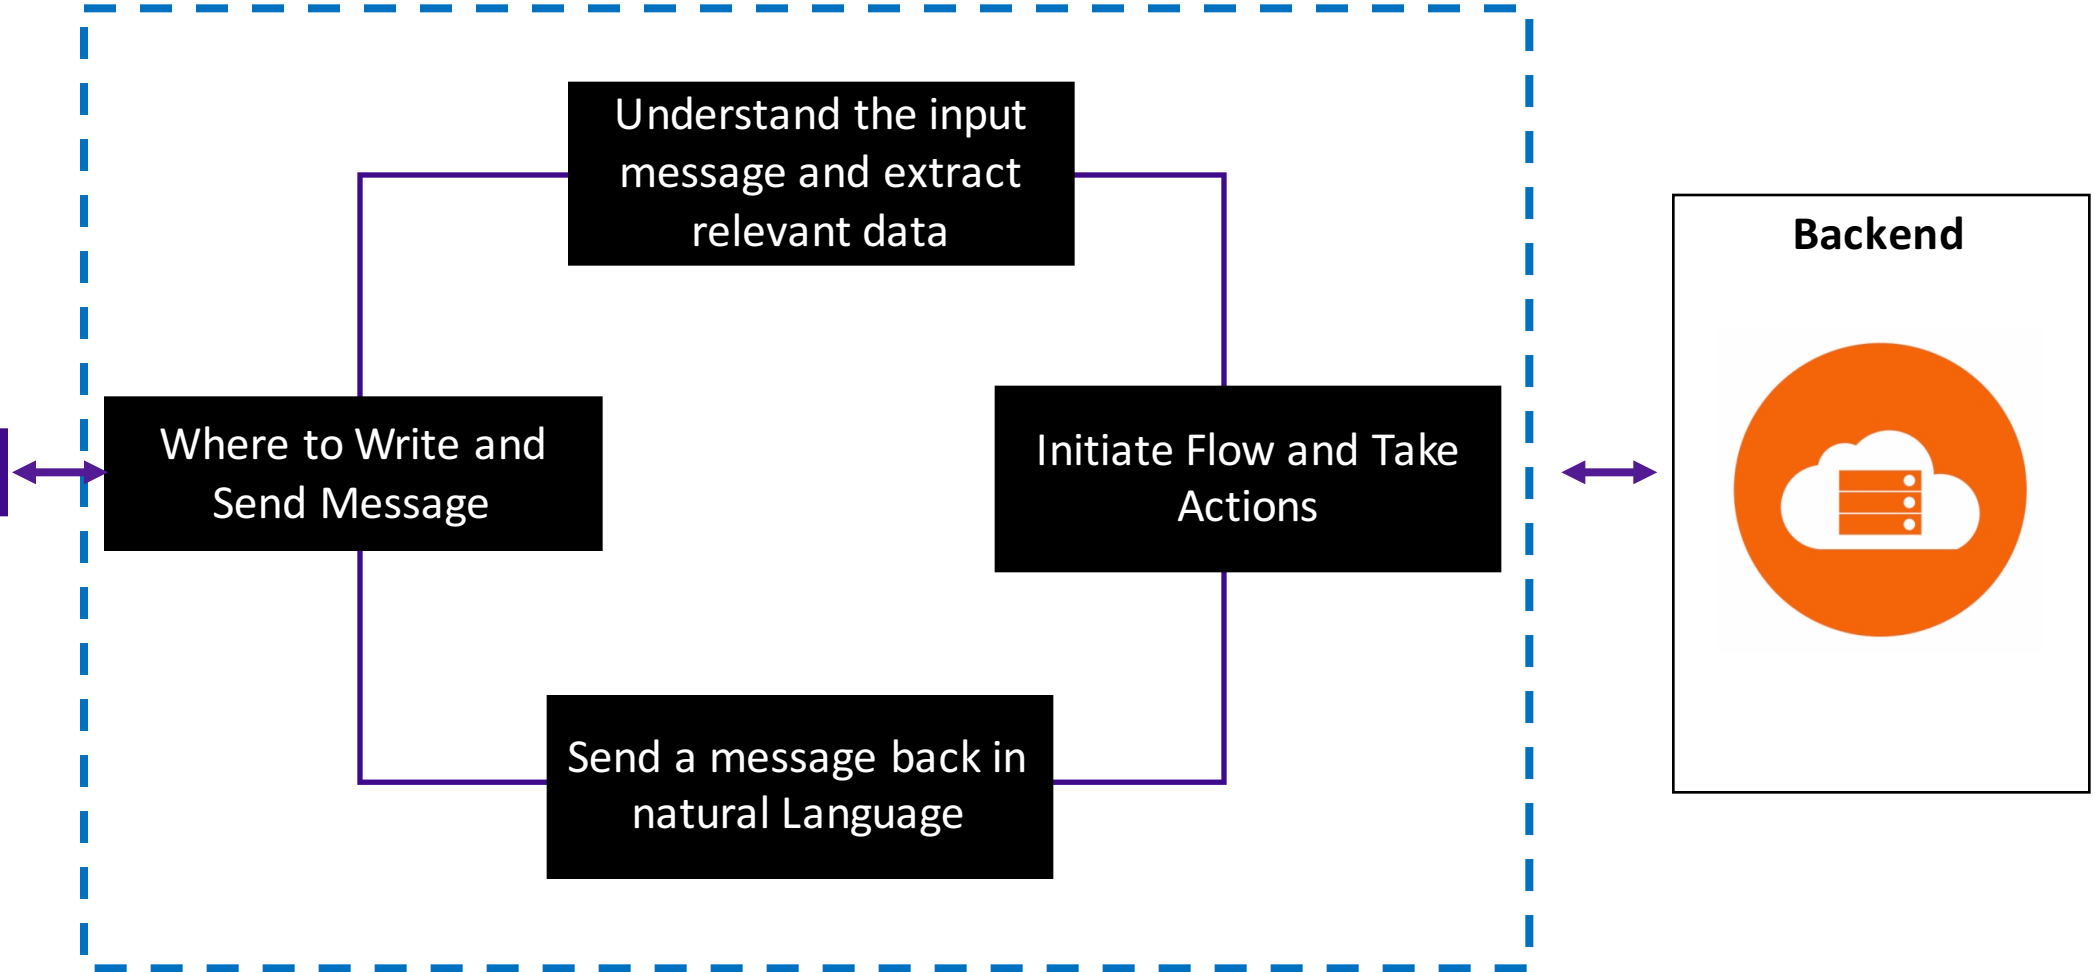 Understand the input
message and extract
relevant data
Backend
Where to Write and
Send Message
Initiate Flow and Take
Actions
Send a message back in
natural Language